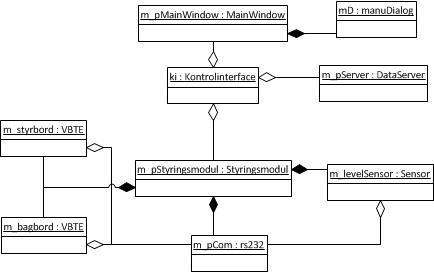 m_pMainWindow : MainWindow
mD : manuDialog
ki : Kontrolinterface
m_pServer : DataServer
m_styrbord : VBTE
m_pStyringsmodul : Styringsmodul
m_levelSensor : Sensor
m_bagbord : VBTE
m_pCom : rs232